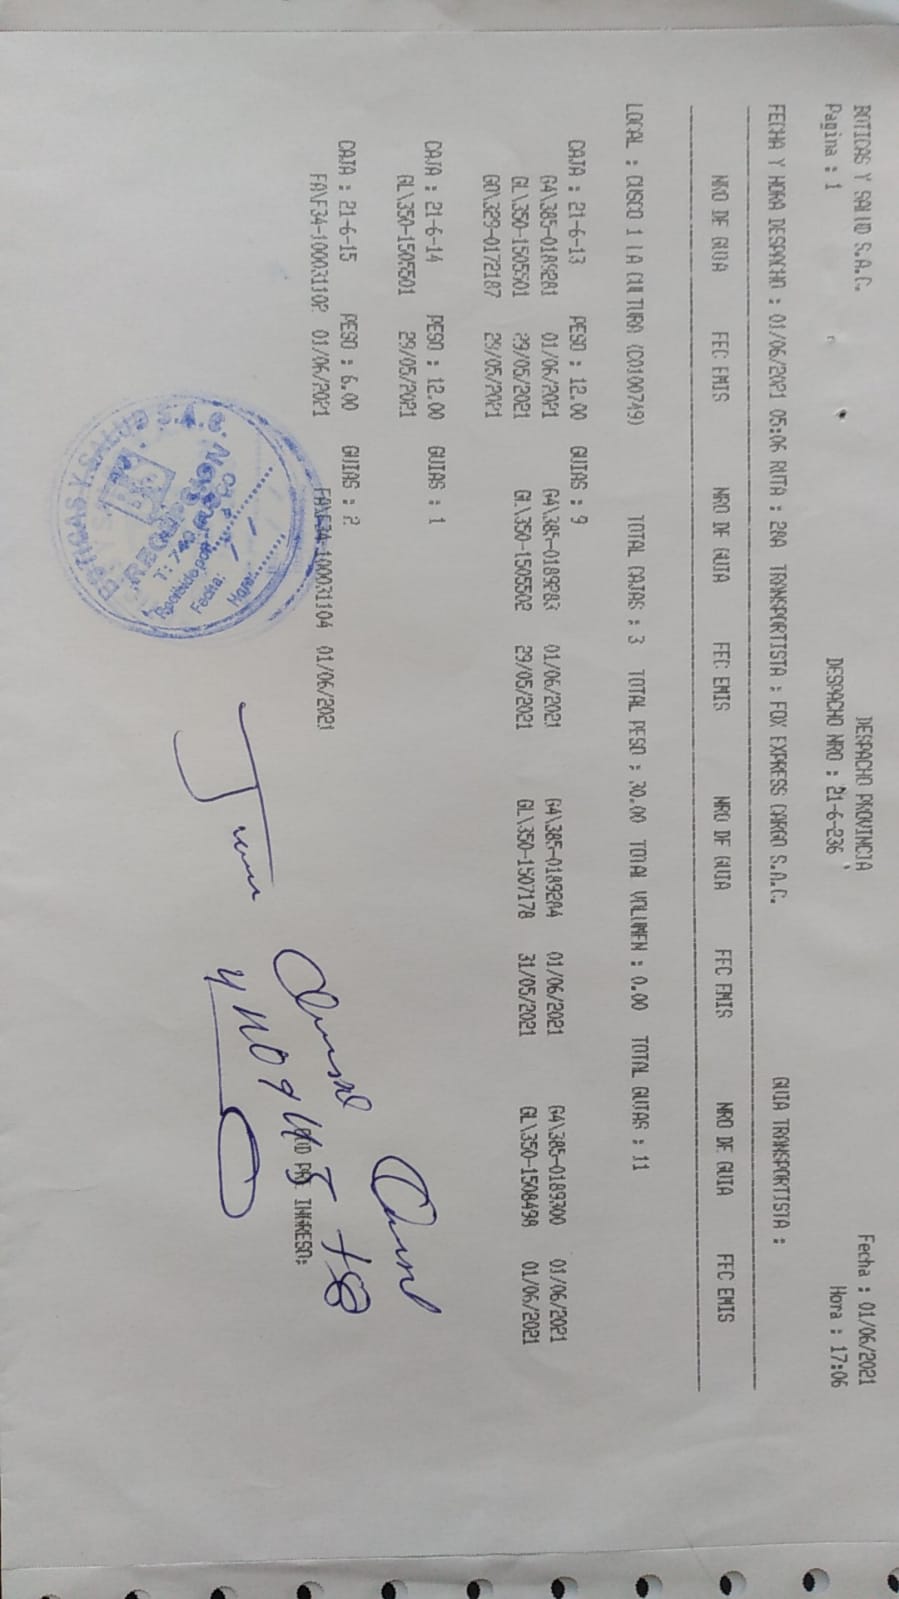 BOTICAS Y SALUD S.A.C. DESPACHO PROVINCIA Fecha : 01/06/2021
Pagina : 1 DESPACHO NRO : 21-6-236 Hora : 17:06
FECHA Y HORA DESPACHO : 01/06/2021 05:06 RUTA : 28A TRANSPORTISTA : FOX EXPRESS CARGO S.A.C. GUIA TRANSPORTISTA :
NRO DE GUIA FEC EMIS NRO DE GUIA FEC EMIS NRO DE GUIA FEC EMIS NRO DE GUIA FEC EMIS
LOCAL : CUSCO 1 LA CULTURA (C0100749) TOTAL CAJAS : 3 TOTAL PESO : 30.00 TOTAL VOLUMEN : 0.00 TOTAL GUIAS : 11
CAJA : 21-6-13 PESO : 12.00 GUIAS : 9
G4\385-0189281 01/06/2021 G4\385-0189283 01/06/2021 G4\385-0189284 01/06/2021 G4\385-0189300 01/06/2021
GL\350-1505501 29/05/2021 GL\350-1505502 29/05/2021 GL\350-1507178 31/05/2021 GL\350-1508498 01/06/2021
GO\329-0172187 29/05/2021
CAJA : 21-6-14 PESO : 12.00 GUIAS : 1
GL\350-1505501 29/05/2021
CAJA : 21-6-15 PESO : 6.00 GUIAS : 2
FA\F34-100031102 01/06/2021 FA\F34-100031104 01/06/2021
INGRESO:
BOTICAS Y SALUD S.A.C.
BS
RECEPCION
T: 749 CUSCO
Recibido por:
Fecha:
Hora: